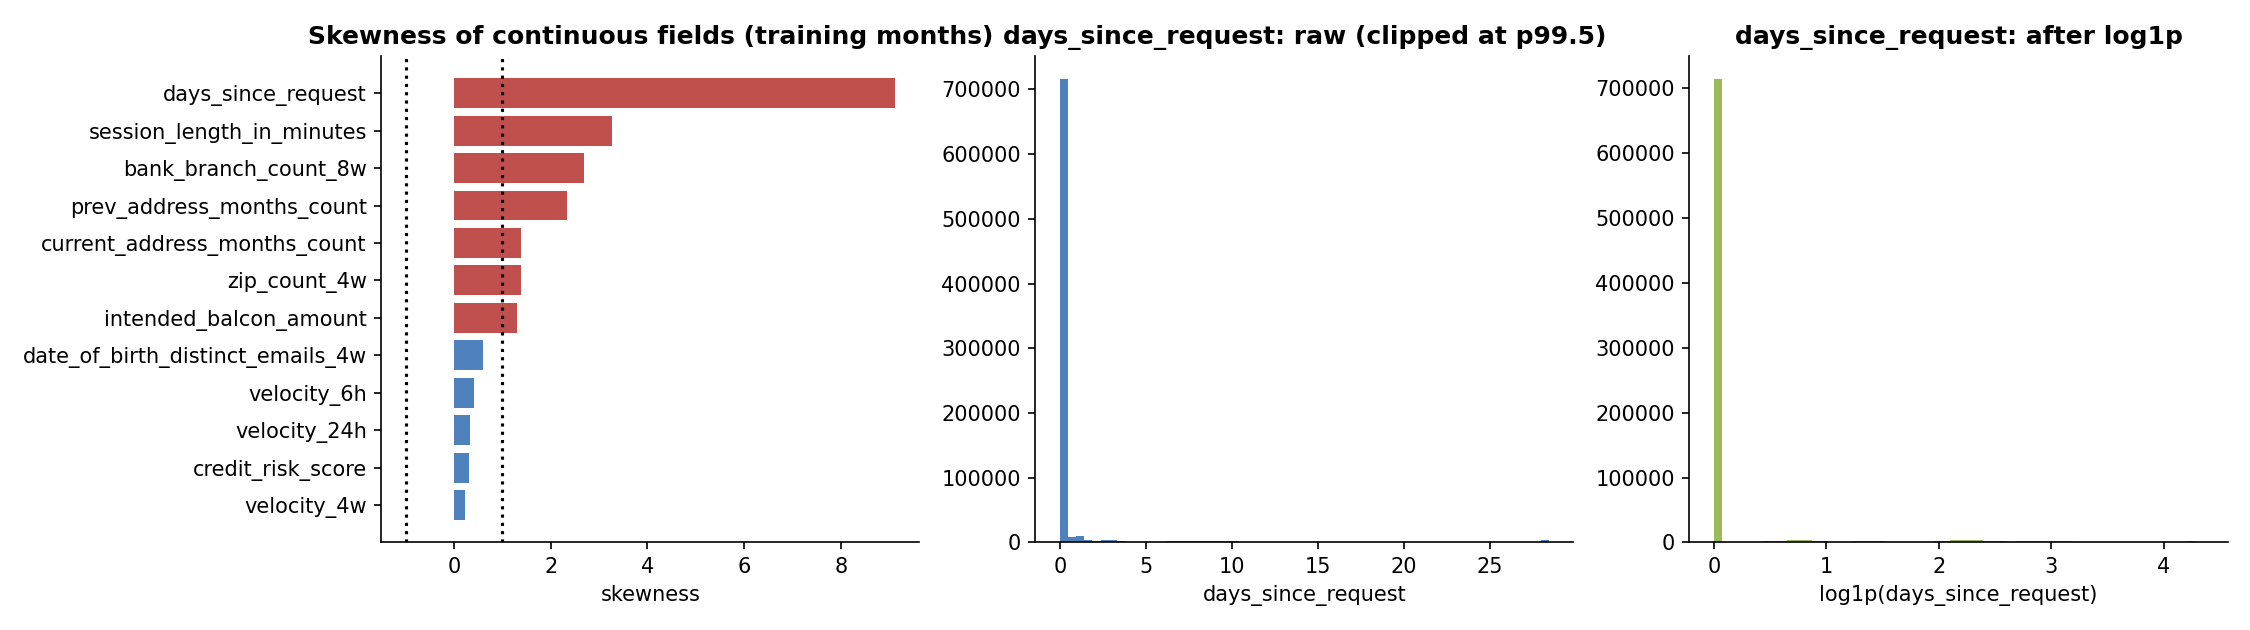 Skewness of continuous fields (training months)
days_since_request
session_length_in_minutes
bank_branch_count_8w
prev_address_months_count
current_address_months_count
zip_count_4w
intended_balcon_amount
date_of_birth_distinct_emails_4w
velocity_6h
velocity_24h
credit_risk_score
velocity_4w
0 2 4 6 8
skewness
days_since_request: raw (clipped at p99.5)
700000
600000
500000
400000
300000
200000
100000
0
0 5 10 15 20 25
days_since_request
days_since_request: after log1p
700000
600000
500000
400000
300000
200000
100000
0
0 1 2 3 4
log1p(days_since_request)